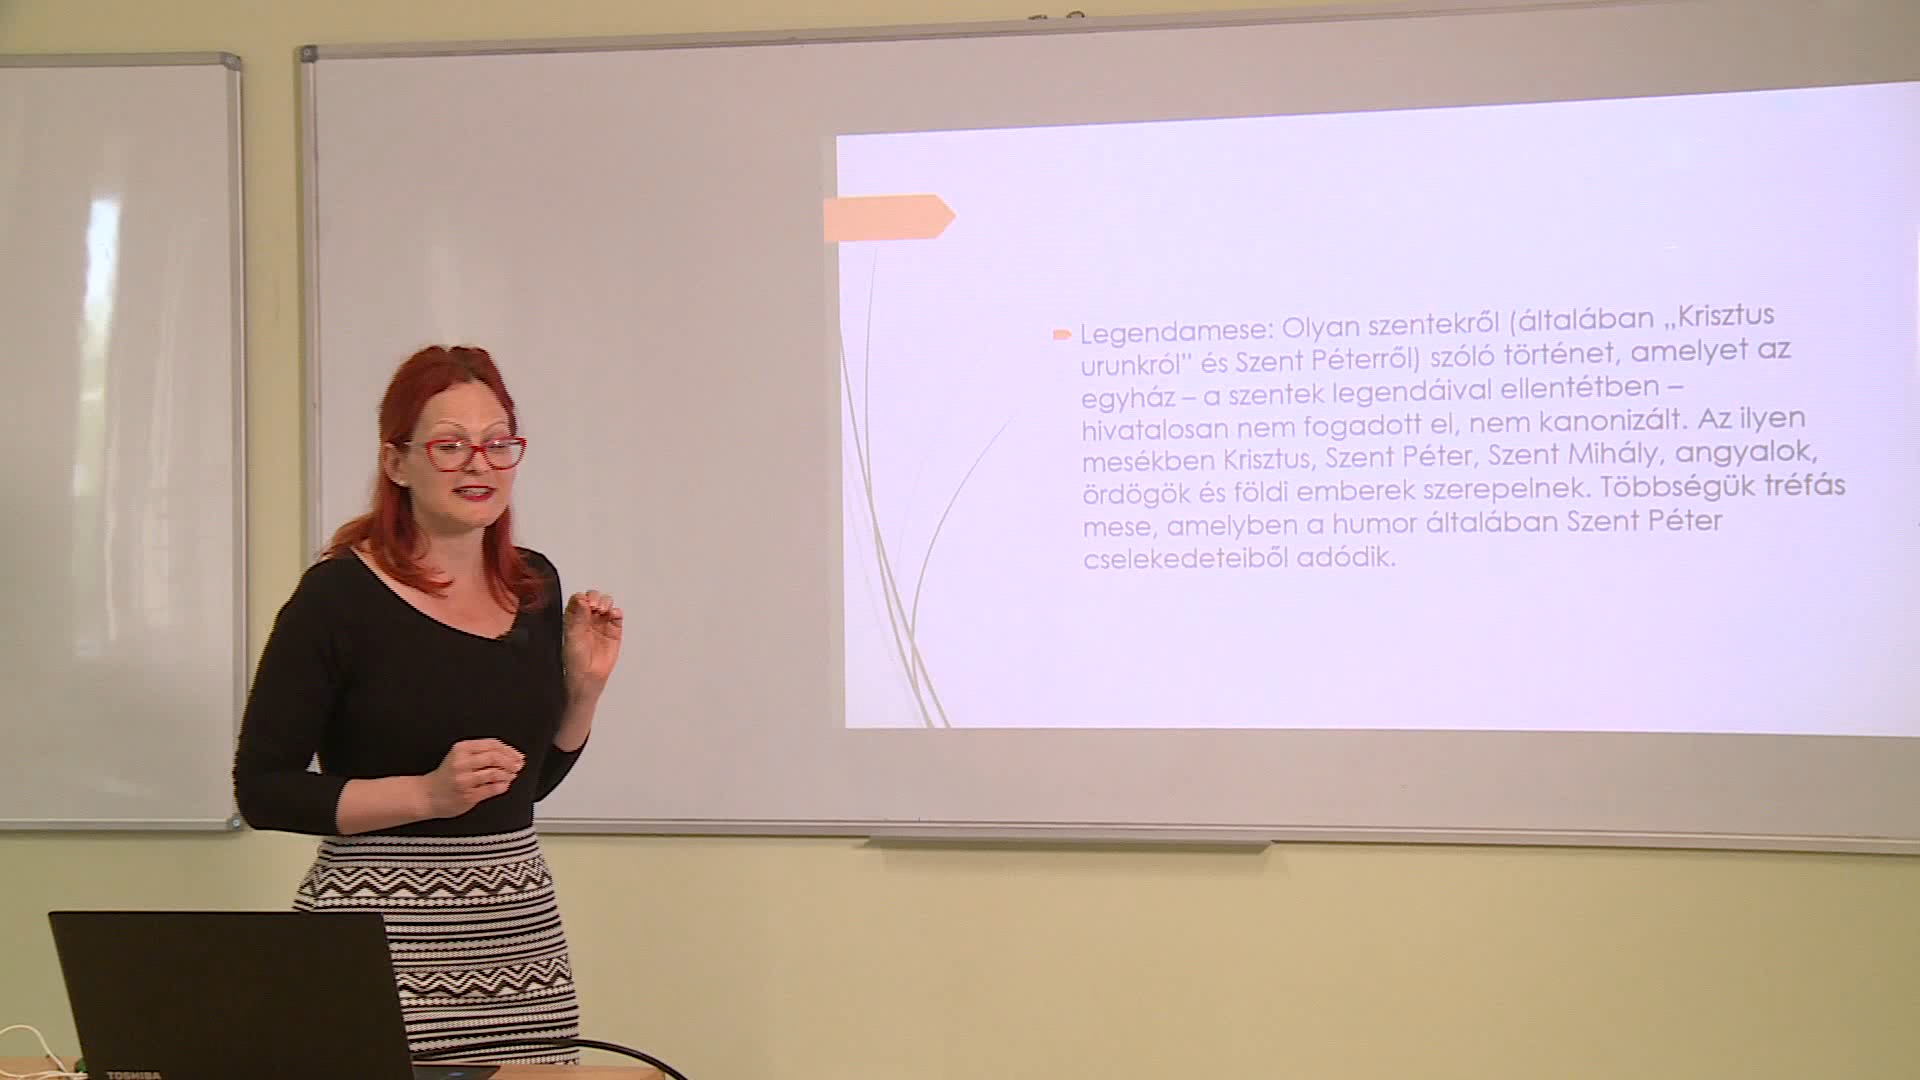 Legendamese: Olyan szentekről (általában „Krisztus
urunkról" és Szent Péterről) szóló történet, amelyet az
egyház – a szentek legendáival ellentétben –
hivatalosan nem fogadott el, nem kanonizált. Az ilyen
mesékben Krisztus, Szent Péter, Szent Mihály, angyalok,
ördögök és földi emberek szerepelnek. Többségük tréfás
mese, amelyben a humor általában Szent Péter
cselekedeteiből adódik.
TOSHIBA